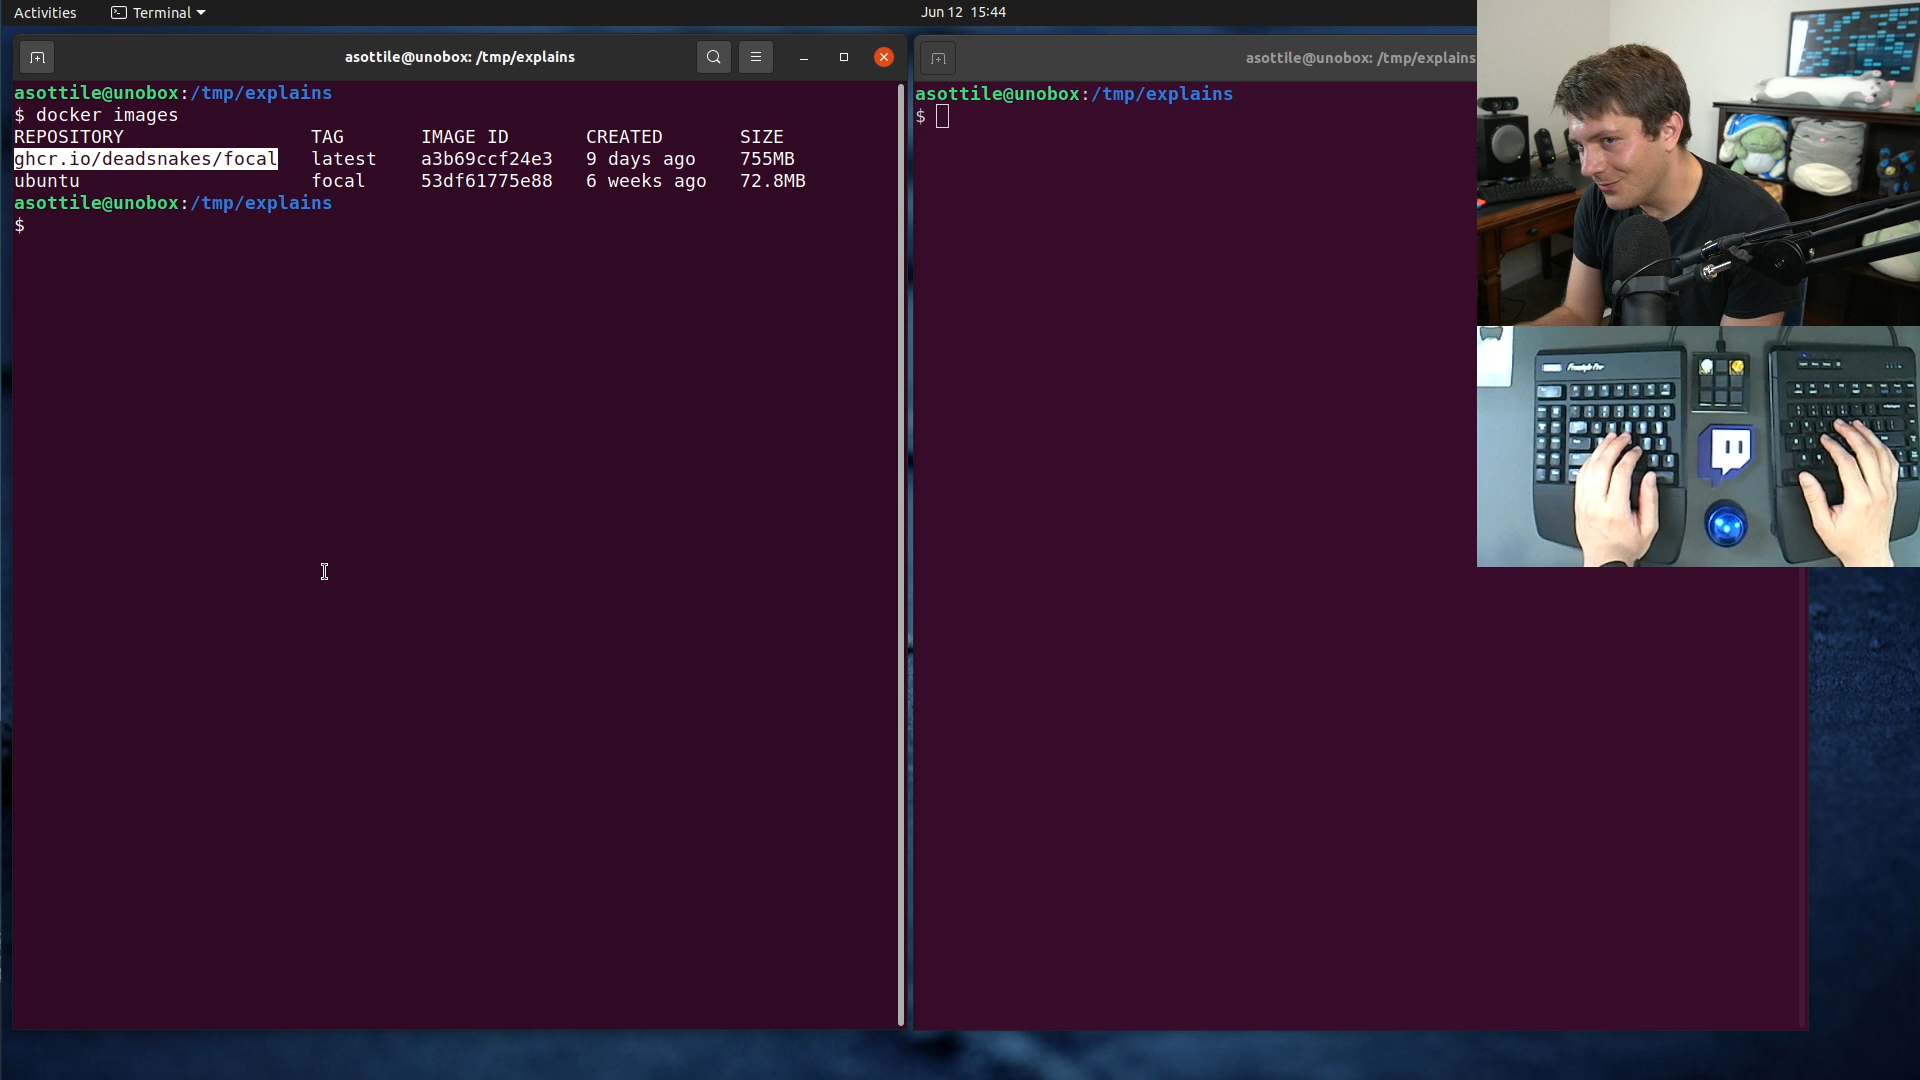 Activities Terminal Jun 12 15:44
asottile@unobox: /tmp/explains
asottile@unobox:/tmp/explains
$ docker images
REPOSITORY TAG IMAGE ID CREATED SIZE
ghcr.io/deadsnakes/focal latest a3b69ccf24e3 9 days ago 755MB
ubuntu focal 53df61775e88 6 weeks ago 72.8MB
asottile@unobox:/tmp/explains
$
asottile@unobox: /tmp/explains
asottile@unobox:/tmp/explains
$
Freestyle Pro